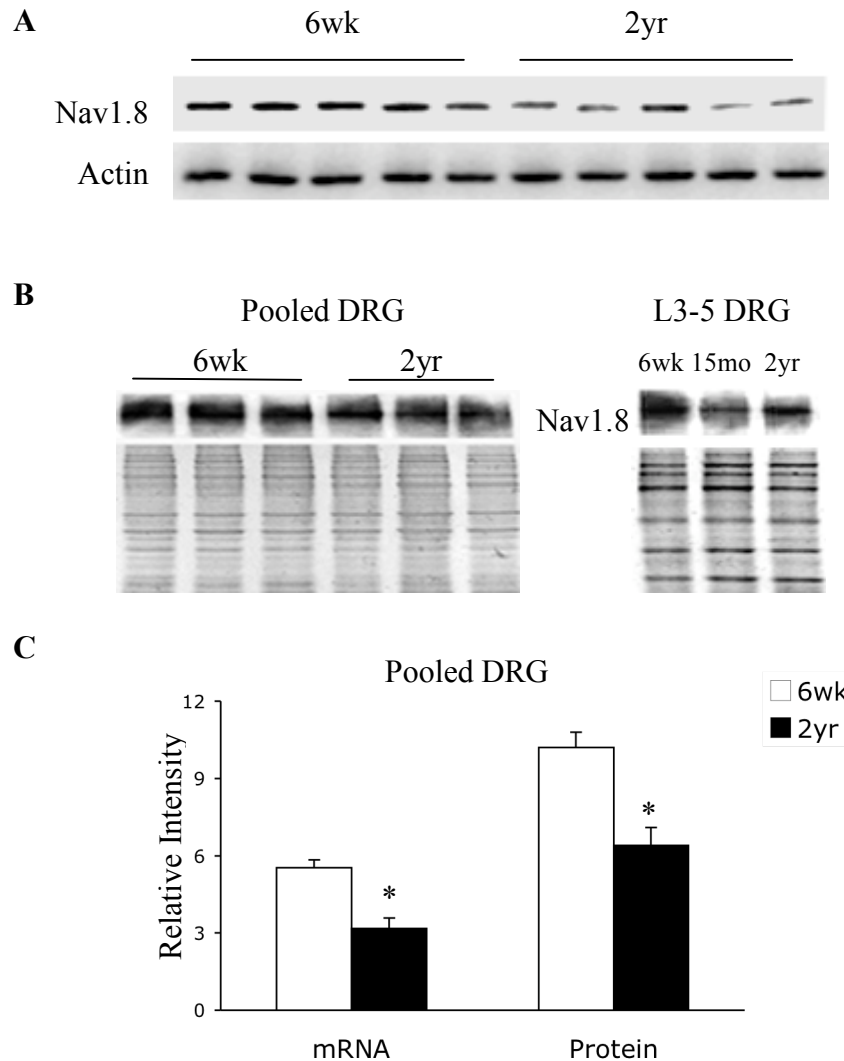 A
6wk 2yr
Nav1.8
Actin
B
Pooled DRG L3-5 DRG
6wk 2yr 6wk 15mo 2yr
Nav1.8
C
Pooled DRG
6wk
2yr
Relative Intensity
12
9
6
3
0
*
*
mRNA Protein